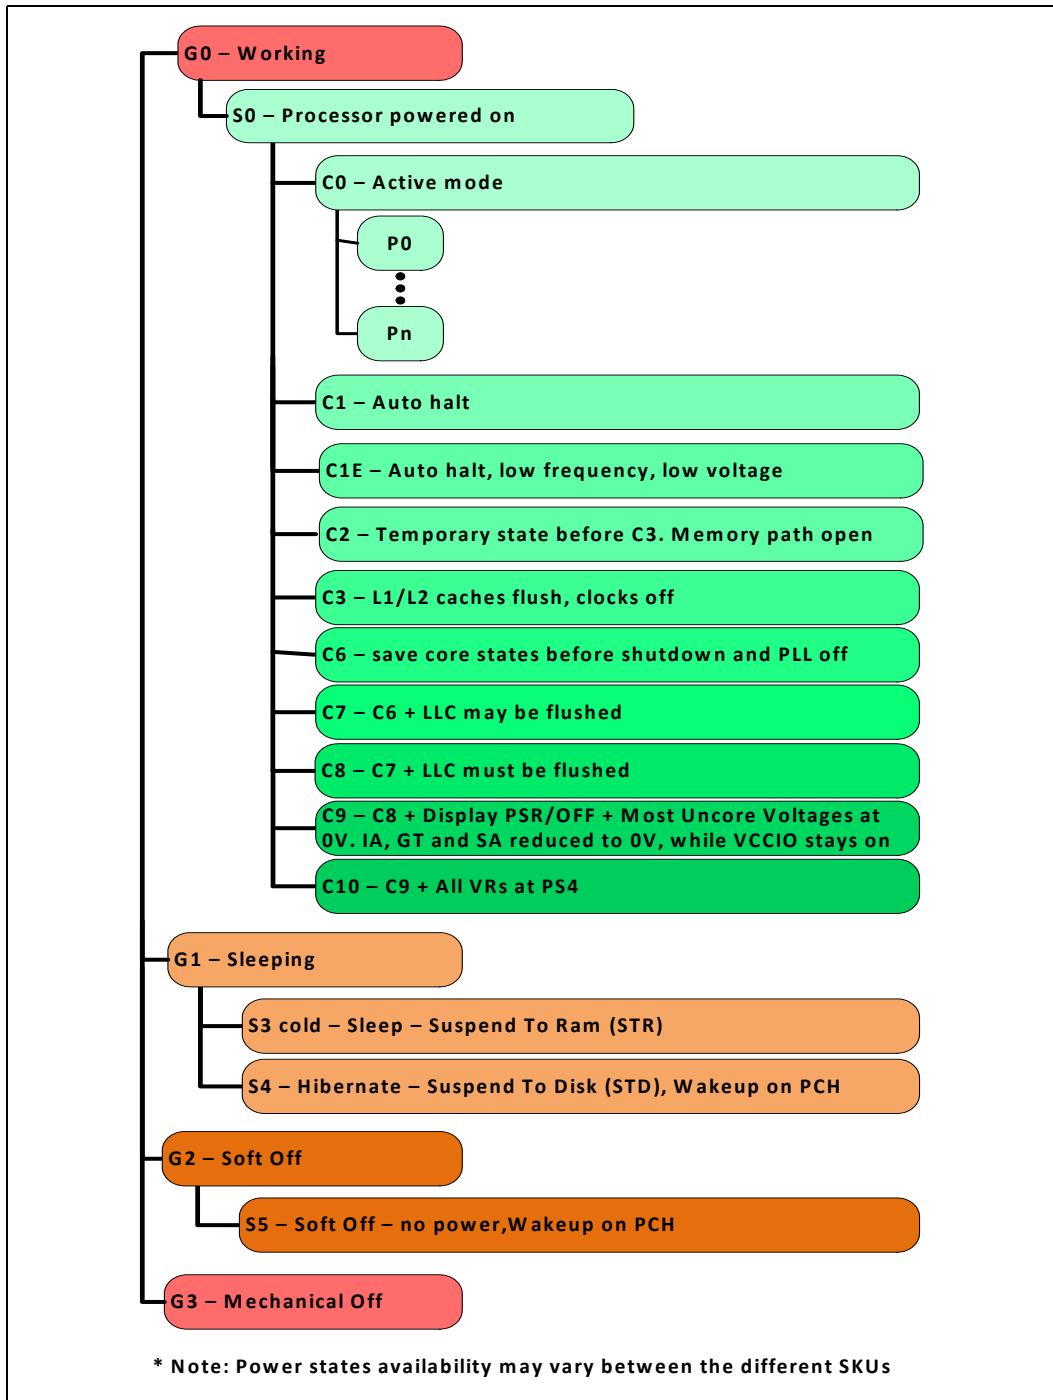 G0 – Working
S0 – Processor powered on
C0 – Active mode
P0
Pn
C1 – Auto halt
C1E – Auto halt, low frequency, low voltage
C2 – Temporary state before C3. Memory path open
C3 – L1/L2 caches flush, clocks off
C6 – save core states before shutdown and PLL off
C7 – C6 + LLC may be flushed
C8 – C7 + LLC must be flushed
C9 – C8 + Display PSR/OFF + Most Uncore Voltages at
0V. IA, GT and SA reduced to 0V, while VCCIO stays on
C10 – C9 + All VRs at PS4
G1 – Sleeping
S3 cold – Sleep – Suspend To Ram (STR)
S4 – Hibernate – Suspend To Disk (STD), Wakeup on PCH
G2 – Soft Off
S5 – Soft Off – no power,Wakeup on PCH
G3 – Mechanical Off
* Note: Power states availability may vary between the different SKUs